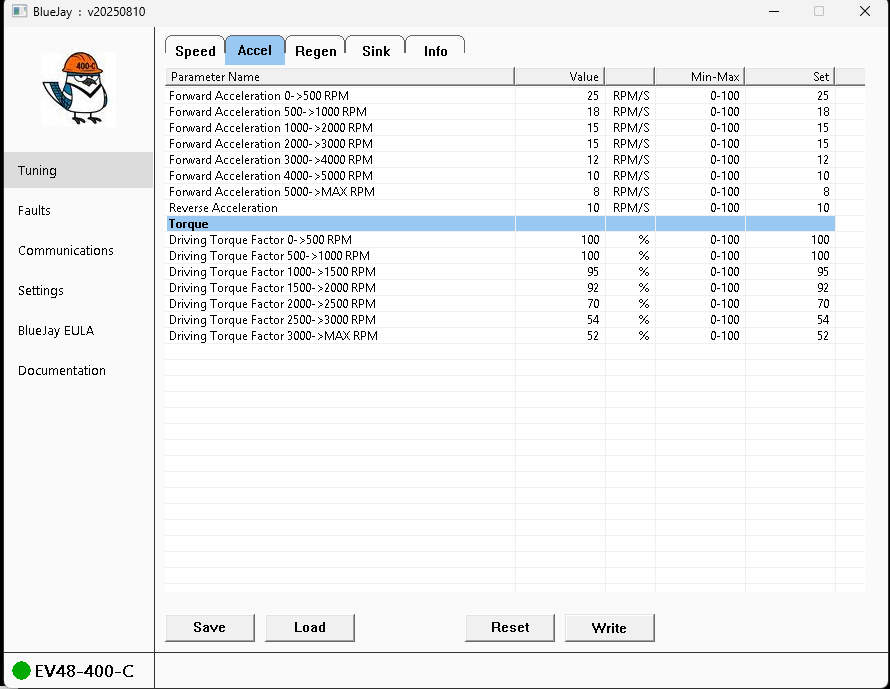 BlueJay : v20250810
400-C
Speed Accel Regen Sink Info
Parameter Name Value Min-Max Set
Forward Acceleration 0->500 RPM 25 RPM/S 0-100 25
Forward Acceleration 500->1000 RPM 18 RPM/S 0-100 18
Forward Acceleration 1000->2000 RPM 15 RPM/S 0-100 15
Forward Acceleration 2000->3000 RPM 15 RPM/S 0-100 15
Forward Acceleration 3000->4000 RPM 12 RPM/S 0-100 12
Forward Acceleration 4000->5000 RPM 10 RPM/S 0-100 10
Forward Acceleration 5000->MAX RPM 8 RPM/S 0-100 8
Reverse Acceleration 10 RPM/S 0-100 10
Torque
Driving Torque Factor 0->500 RPM 100 % 0-100 100
Driving Torque Factor 500->1000 RPM 100 % 0-100 100
Driving Torque Factor 1000->1500 RPM 95 % 0-100 95
Driving Torque Factor 1500->2000 RPM 92 % 0-100 92
Driving Torque Factor 2000->2500 RPM 70 % 0-100 70
Driving Torque Factor 2500->3000 RPM 54 % 0-100 54
Driving Torque Factor 3000->MAX RPM 52 % 0-100 52
Tuning
Faults
Communications
Settings
BlueJay EULA
Documentation
Save Load Reset Write
EV48-400-C